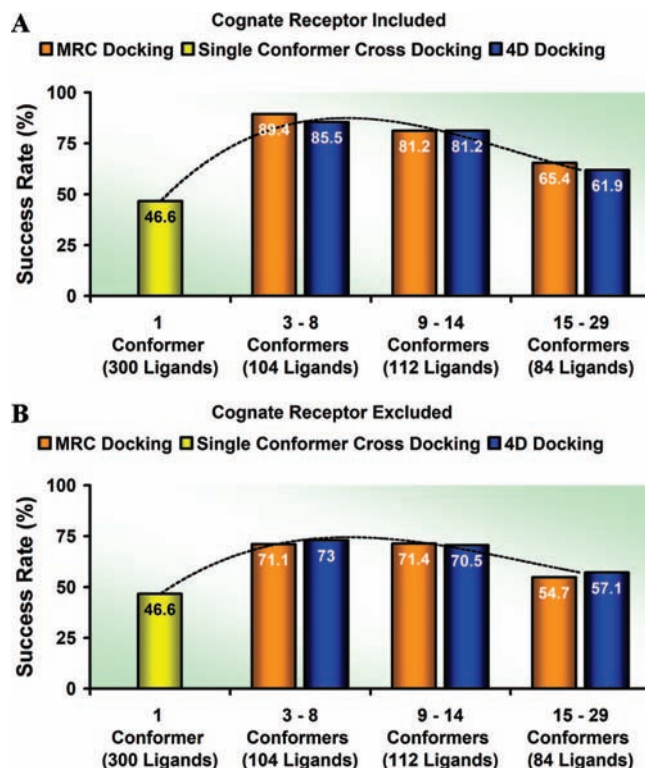 A
Cognate Receptor Included
MRC Docking Single Conformer Cross Docking 4D Docking
Success Rate (%)
100
75
50
25
0
46.6
89.4
85.5
81.2
81.2
65.4
61.9
1 3 - 8 9 - 14 15 - 29
Conformer Conformers Conformers Conformers
(300 Ligands) (104 Ligands) (112 Ligands) (84 Ligands)
B
Cognate Receptor Excluded
MRC Docking Single Conformer Cross Docking 4D Docking
Success Rate (%)
100
75
50
25
0
46.6
71.1
73
71.4
70.5
54.7
57.1
1 3 - 8 9 - 14 15 - 29
Conformer Conformers Conformers Conformers
(300 Ligands) (104 Ligands) (112 Ligands) (84 Ligands)